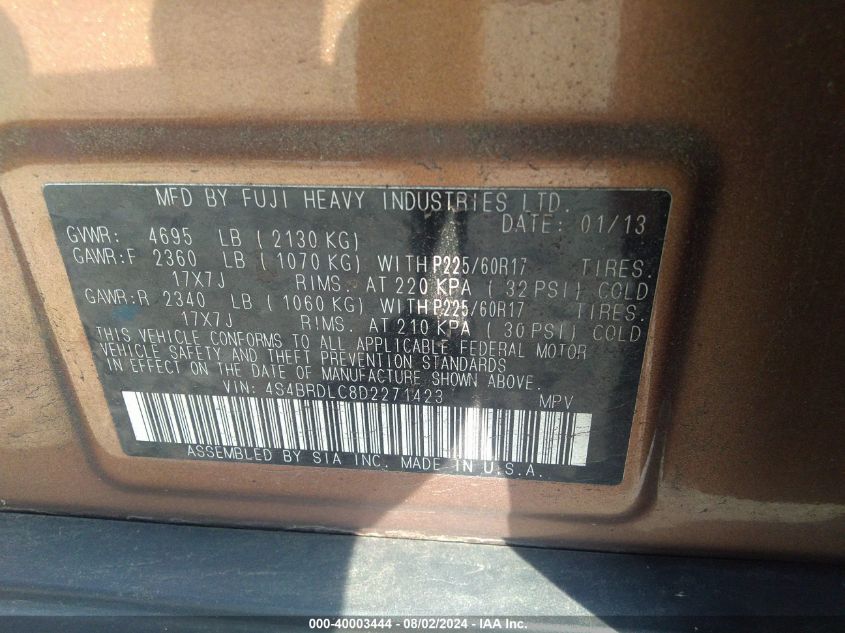 MFD BY FUJI HEAVY INDUSTRIES LTD.
DATE: 01/13
GVWR: 4695 LB ( 2130 KG)
GAWR:F 2360 LB ( 1070 KG) WITH P225/60R17 TIRES.
17X7J RIMS. AT 220 KPA ( 32 PSI) COLD
GAWR:R 2340 LB ( 1060 KG) WITH P225/60R17 TIRES.
17X7J RIMS. AT 210 KPA ( 30 PSI) COLD
THIS VEHICLE CONFORMS TO ALL APPLICABLE FEDERAL MOTOR
VEHICLE SAFETY AND THEFT PREVENTION STANDARDS
IN EFFECT ON THE DATE OF MANUFACTURE SHOWN ABOVE.
VIN: 4S4BRDLC8D2271423 MPV
ASSEMBLED BY SIA INC. MADE IN U.S.A.
000-40003444 - 08/02/2024 - IAA Inc.